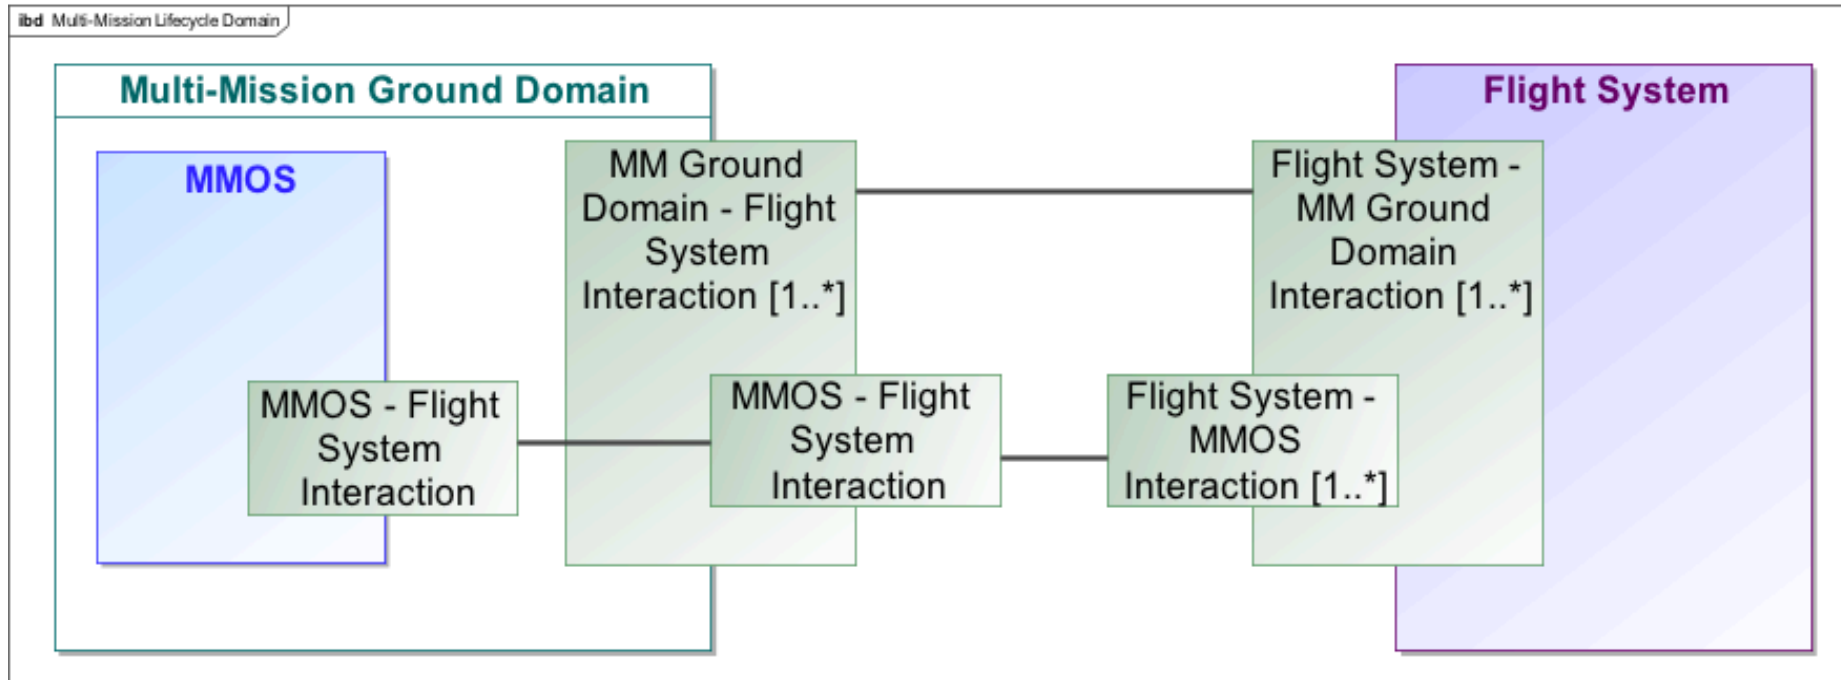 ibd Multi-Mission Lifecycle Domain
Multi-Mission Ground Domain
Flight System
MMOS
MM Ground
Domain - Flight
System
Interaction [1..*]
Flight System -
MM Ground
Domain
Interaction [1..*]
MMOS - Flight
System
Interaction
MMOS - Flight
System
Interaction
Flight System -
MMOS
Interaction [1..*]